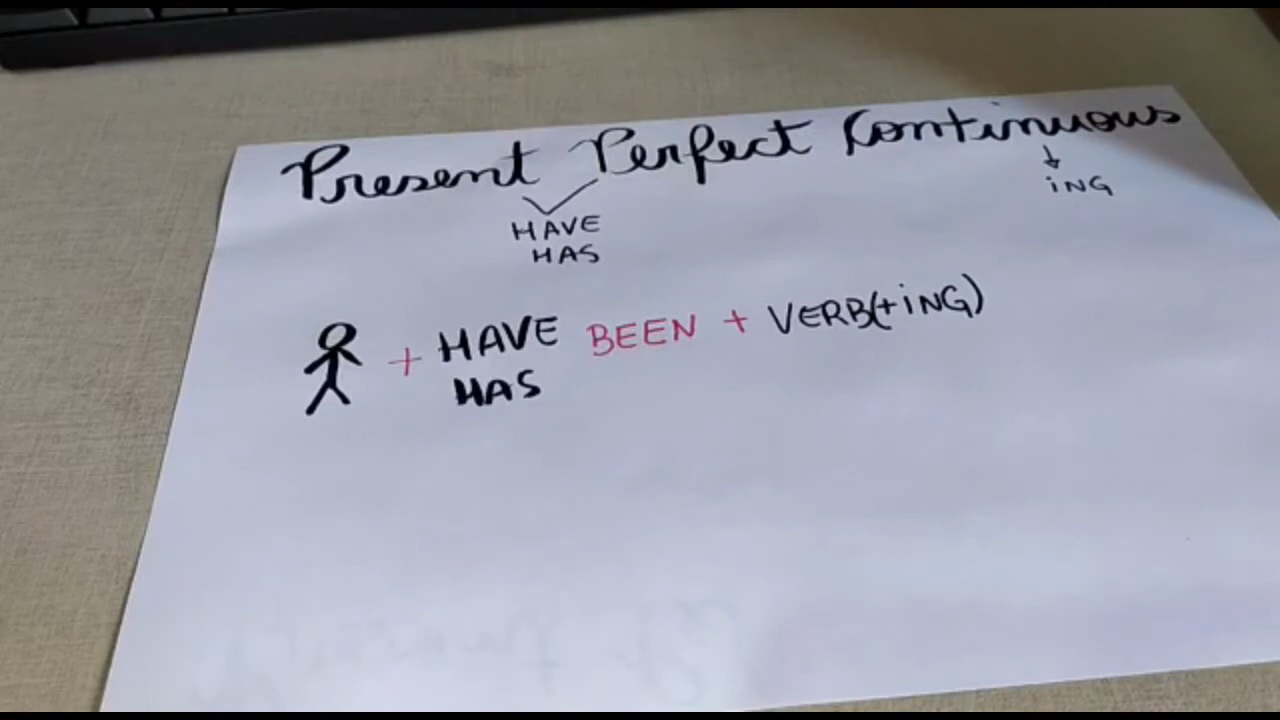 Present Perfect Continuous
HAVE
HAS
iNG
+ HAVE BEEN + VERB(+iNG)
HAS